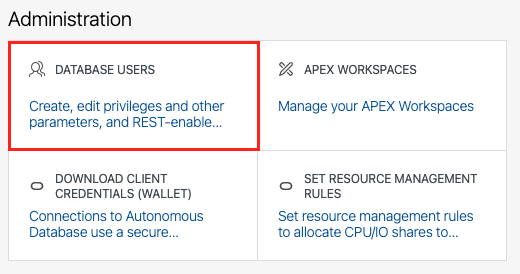 Administration
DATABASE USERS
Create, edit privileges and other
parameters, and REST-enable...
APEX WORKSPACES
Manage your APEX Workspaces
DOWNLOAD CLIENT
CREDENTIALS (WALLET)
Connections to Autonomous
Database use a secure...
SET RESOURCE MANAGEMENT
RULES
Set resource management rules
to allocate CPU/IO shares to...